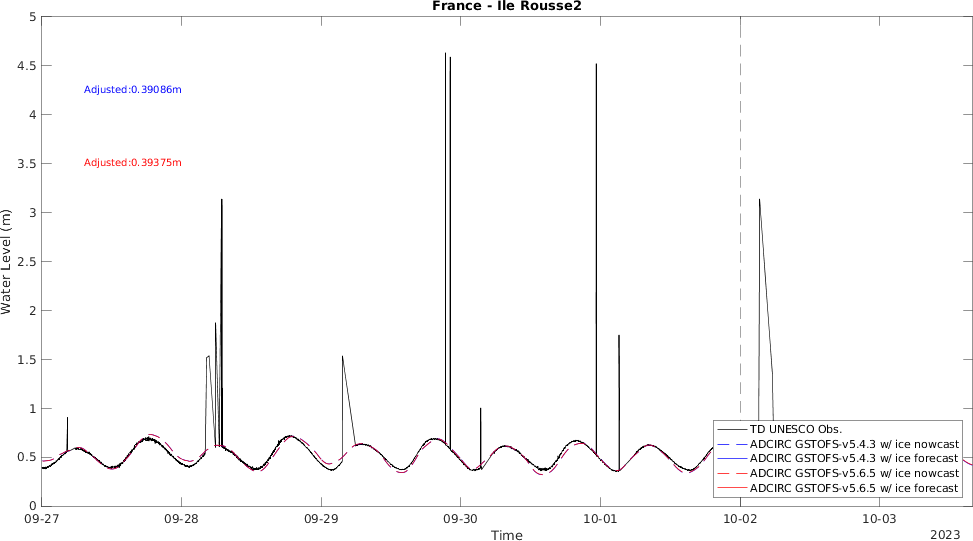 France - Ile Rousse2
5
4.5
4
3.5
3
2.5
2
1.5
1
0.5
0
Water Level (m)
Adjusted:0.39086m
Adjusted:0.39375m
TD UNESCO Obs.
ADCIRC GSTOFS-v5.4.3 w/ ice nowcast
ADCIRC GSTOFS-v5.4.3 w/ ice forecast
ADCIRC GSTOFS-v5.6.5 w/ ice nowcast
ADCIRC GSTOFS-v5.6.5 w/ ice forecast
09-27 09-28 09-29 09-30 10-01 10-02 10-03
Time
2023